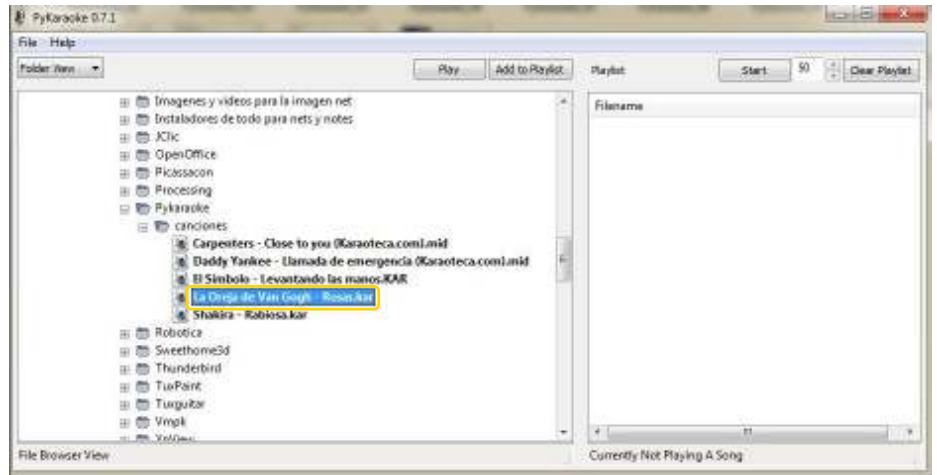 PyKaraoke 0.7.1
File Help
Folder View
Play
Add to Playlist
Playlist
Start
50
Clear Playlist
Imagenes y videos para la imagen net
Instaladores de todo para nets y notes
JClic
OpenOffice
Picassacon
Processing
Pykaraoke
canciones
Carpenters - Close to you (Karaoteca.com).mid
Daddy Yankee - Llamada de emergencia (Karaoteca.com).mid
El Simbolo - Levantando las manos.KAR
La Oreja de Van Gogh - Rosas.kar
Shakira - Rabiosa.kar
Robotica
Sweethome3d
Thunderbird
TuxPaint
Tuxguitar
Vmpk
XnView
Filename
File Browser View
Currently Not Playing A Song